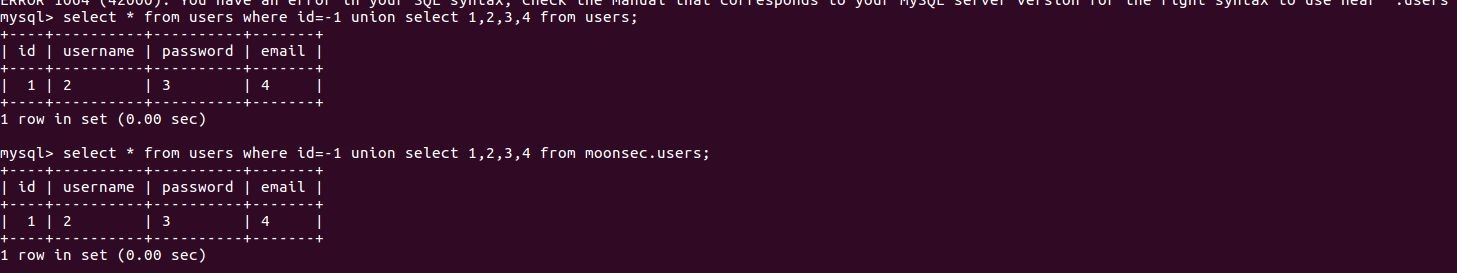 ERROR 1064 (42000): You have an error in your SQL syntax; check the manual that corresponds to your MySQL server version for the right syntax to use near '.users
mysql> select * from users where id=-1 union select 1,2,3,4 from users;
+----+----------+----------+-------+
| id | username | password | email |
+----+----------+----------+-------+
|  1 | 2        | 3        | 4     |
+----+----------+----------+-------+
1 row in set (0.00 sec)
mysql> select * from users where id=-1 union select 1,2,3,4 from moonsec.users;
+----+----------+----------+-------+
| id | username | password | email |
+----+----------+----------+-------+
|  1 | 2        | 3        | 4     |
+----+----------+----------+-------+
1 row in set (0.00 sec)